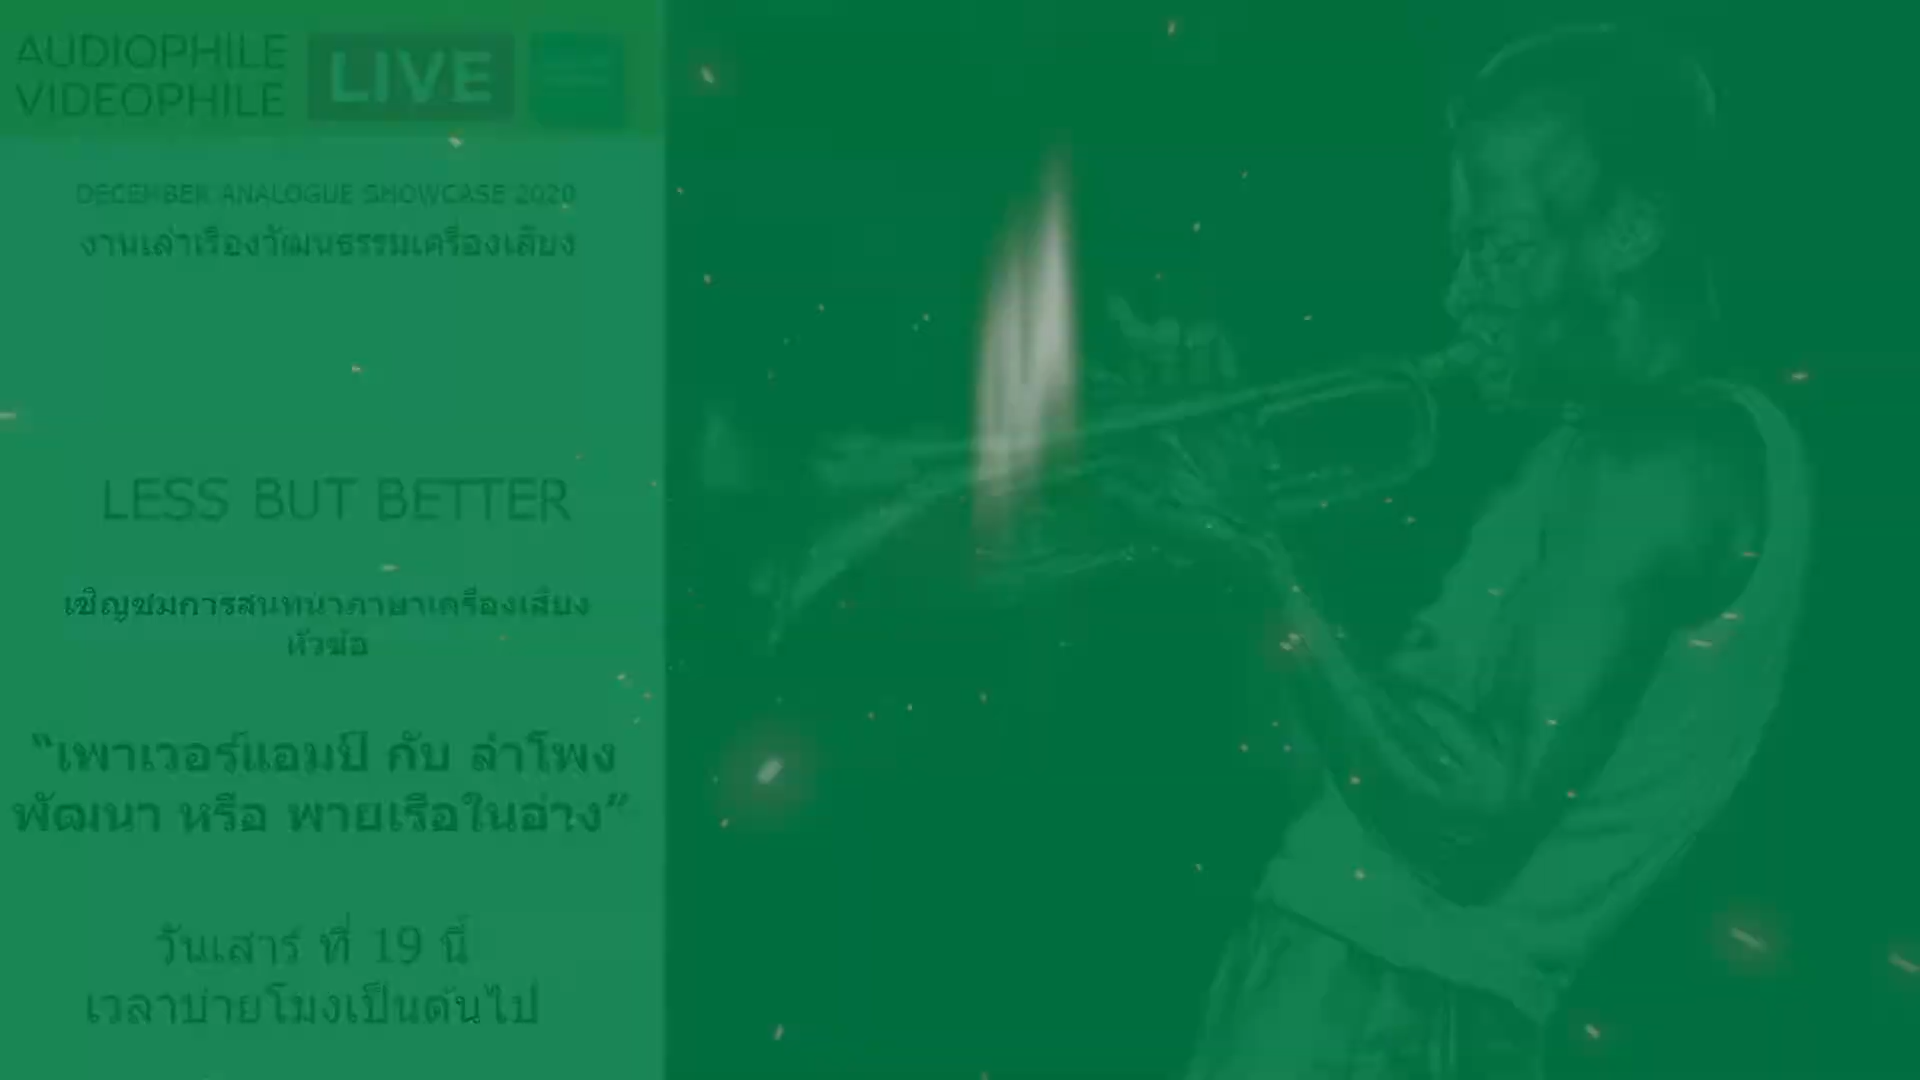 AUDIOPHILE
VIDEOPHILE
LIVE
DECEMBER ANALOGUE SHOWCASE 2020
งานเล่าเรื่องวัฒนธรรมเครื่องเสียง
LESS BUT BETTER
เชิญชมการสนทนาภาษาเครื่องเสียง
หัวข้อ
“เพาเวอร์แอมป์ กับ ลำโพง
พัฒนา หรือ พายเรือในอ่าง”
วันเสาร์ ที่ 19 นี้
เวลาบ่ายโมงเป็นต้นไป